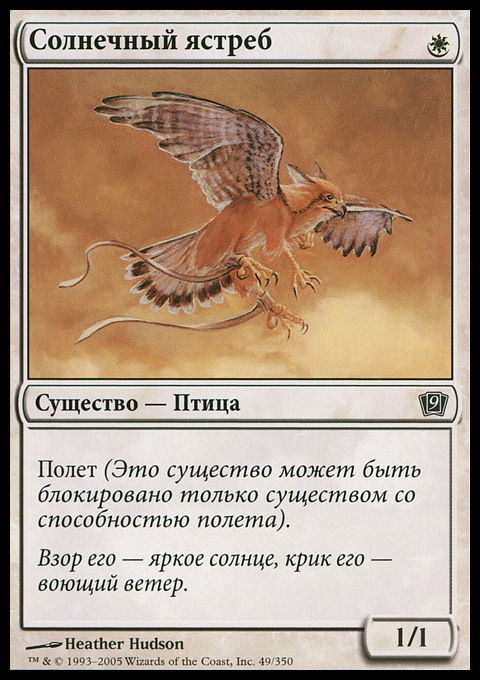 Солнечный ястреб
Существо — Птица
9
Полет (Это существо может быть
блокировано только существом со
способностью полета).
Взор его — яркое солнце, крик его —
воющий ветер.
1/1
Heather Hudson
™ & © 1993–2005 Wizards of the Coast, Inc. 49/350